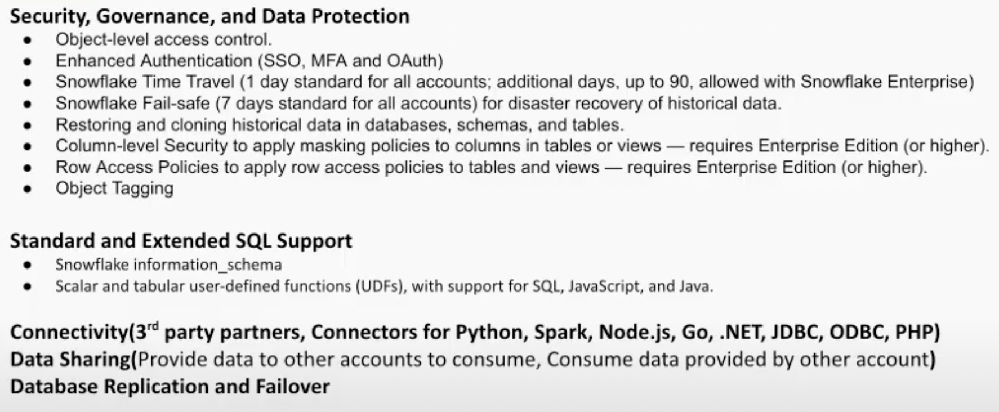 Security, Governance, and Data Protection
● Object-level access control.
● Enhanced Authentication (SSO, MFA and OAuth)
● Snowflake Time Travel (1 day standard for all accounts; additional days, up to 90, allowed with Snowflake Enterprise)
● Snowflake Fail-safe (7 days standard for all accounts) for disaster recovery of historical data.
● Restoring and cloning historical data in databases, schemas, and tables.
● Column-level Security to apply masking policies to columns in tables or views — requires Enterprise Edition (or higher).
● Row Access Policies to apply row access policies to tables and views — requires Enterprise Edition (or higher).
● Object Tagging
Standard and Extended SQL Support
● Snowflake information_schema
● Scalar and tabular user-defined functions (UDFs), with support for SQL, JavaScript, and Java.
Connectivity(3rd party partners, Connectors for Python, Spark, Node.js, Go, .NET, JDBC, ODBC, PHP)
Data Sharing(Provide data to other accounts to consume, Consume data provided by other account)
Database Replication and Failover